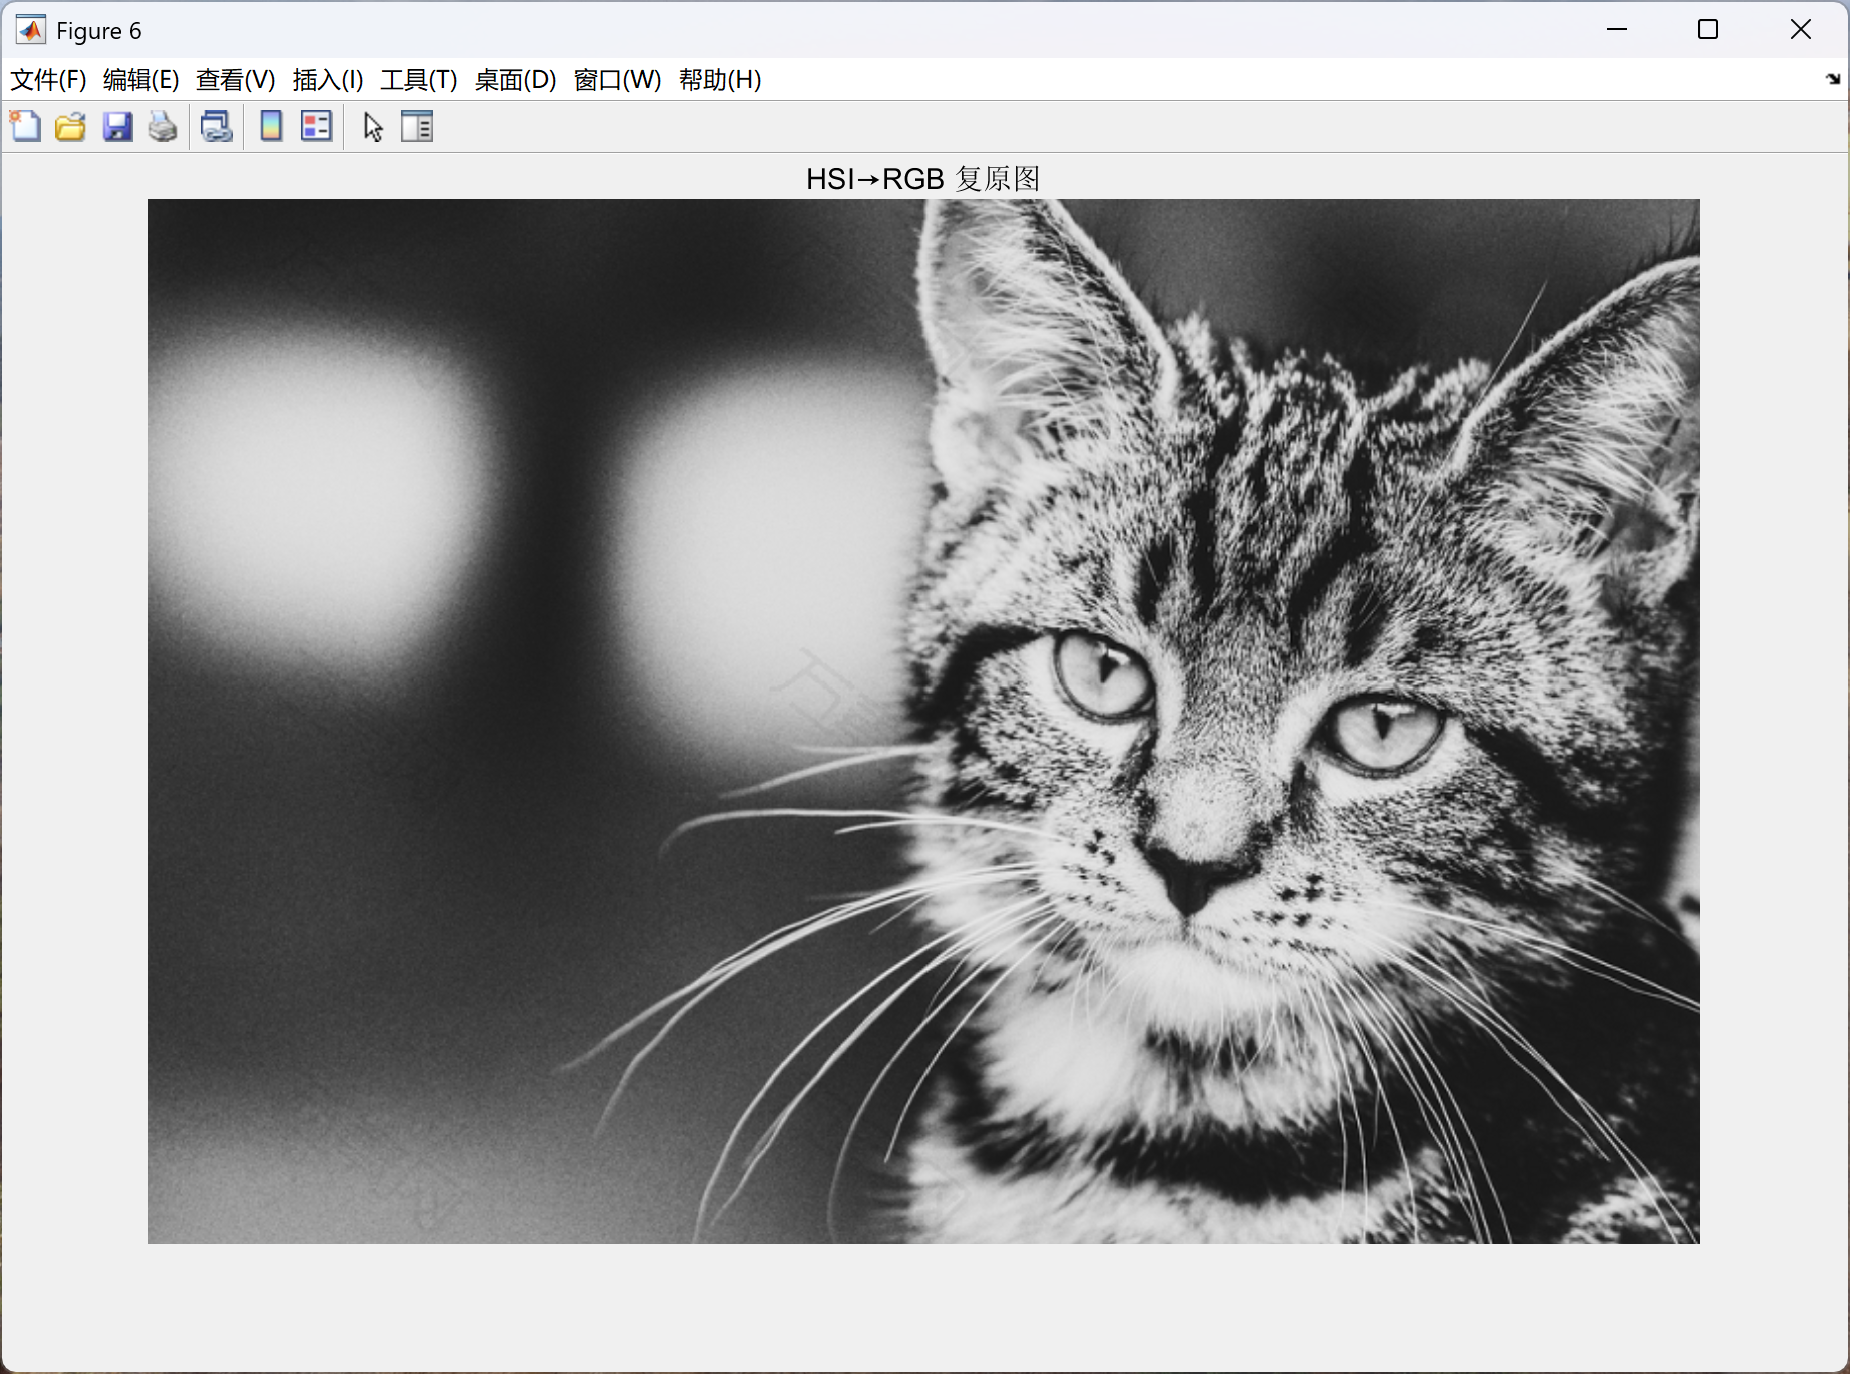 Figure 6
文件(F) 编辑(E) 查看(V) 插入(I) 工具(T) 桌面(D) 窗口(W) 帮助(H)
HSI→RGB 复原图
万